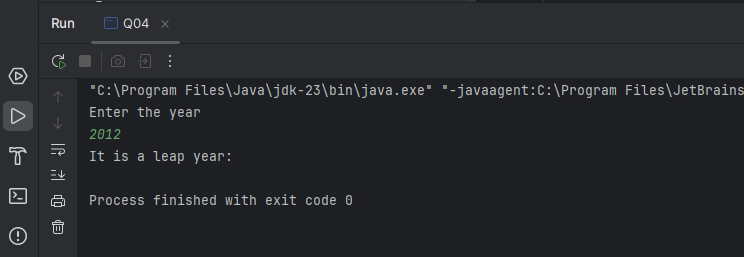 Run Q04
"C:\Program Files\Java\jdk-23\bin\java.exe" "-javaagent:C:\Program Files\JetBrains
Enter the year
2012
It is a leap year:
Process finished with exit code 0